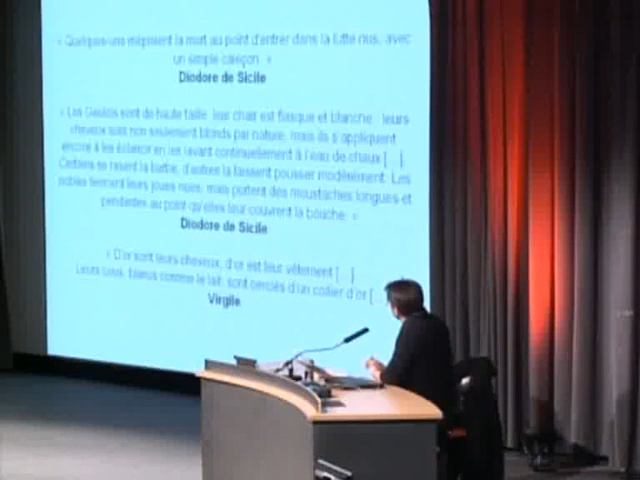 « Quelques-uns méprisent la mort au point d'entrer dans la lutte nus, avec
un simple caleçon. »
Diodore de Sicile
« Les Gaulois sont de haute taille, leur chair est flasque et blanche : leurs
cheveux sont non seulement blonds par nature, mais ils s'appliquent
encore à les éclaircir en les lavant continuellement à l'eau de chaux [...].
Certains se rasent la barbe, d'autres la laissent pousser modérément. Les
nobles tiennent leurs joues nues, mais portent des moustaches longues et
pendantes au point qu'elles leur couvrent la bouche. »
Diodore de Sicile
« D'or sont leurs cheveux, d'or est leur vêtement [...]
Leurs cous, blancs comme le lait, sont cerclés d'un collier d'or [
Virgile